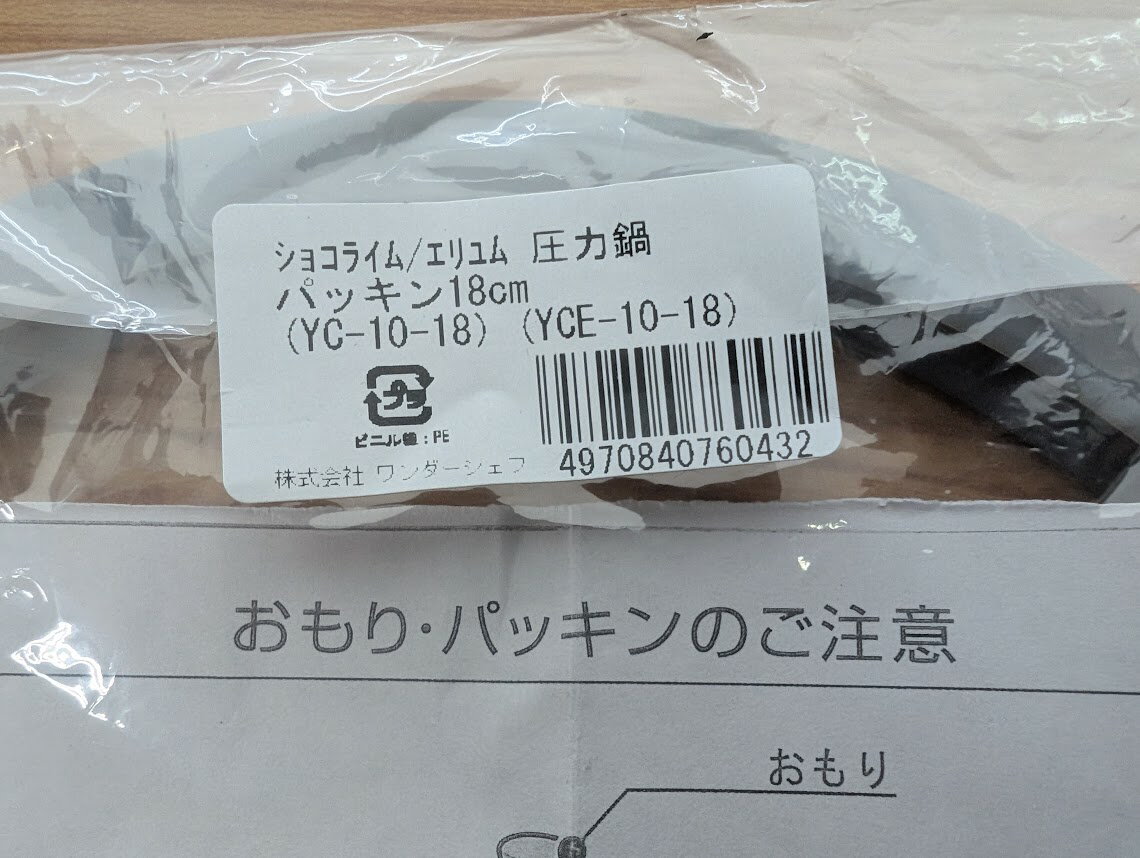 ショコライム/エリユム 圧力鍋
パッキン18cm
(YC-10-18) (YCE-10-18)
プラ
ビニル袋:PE
株式会社 ワンダーシェフ
4970840760432
おもり・パッキンのご注意
おもり